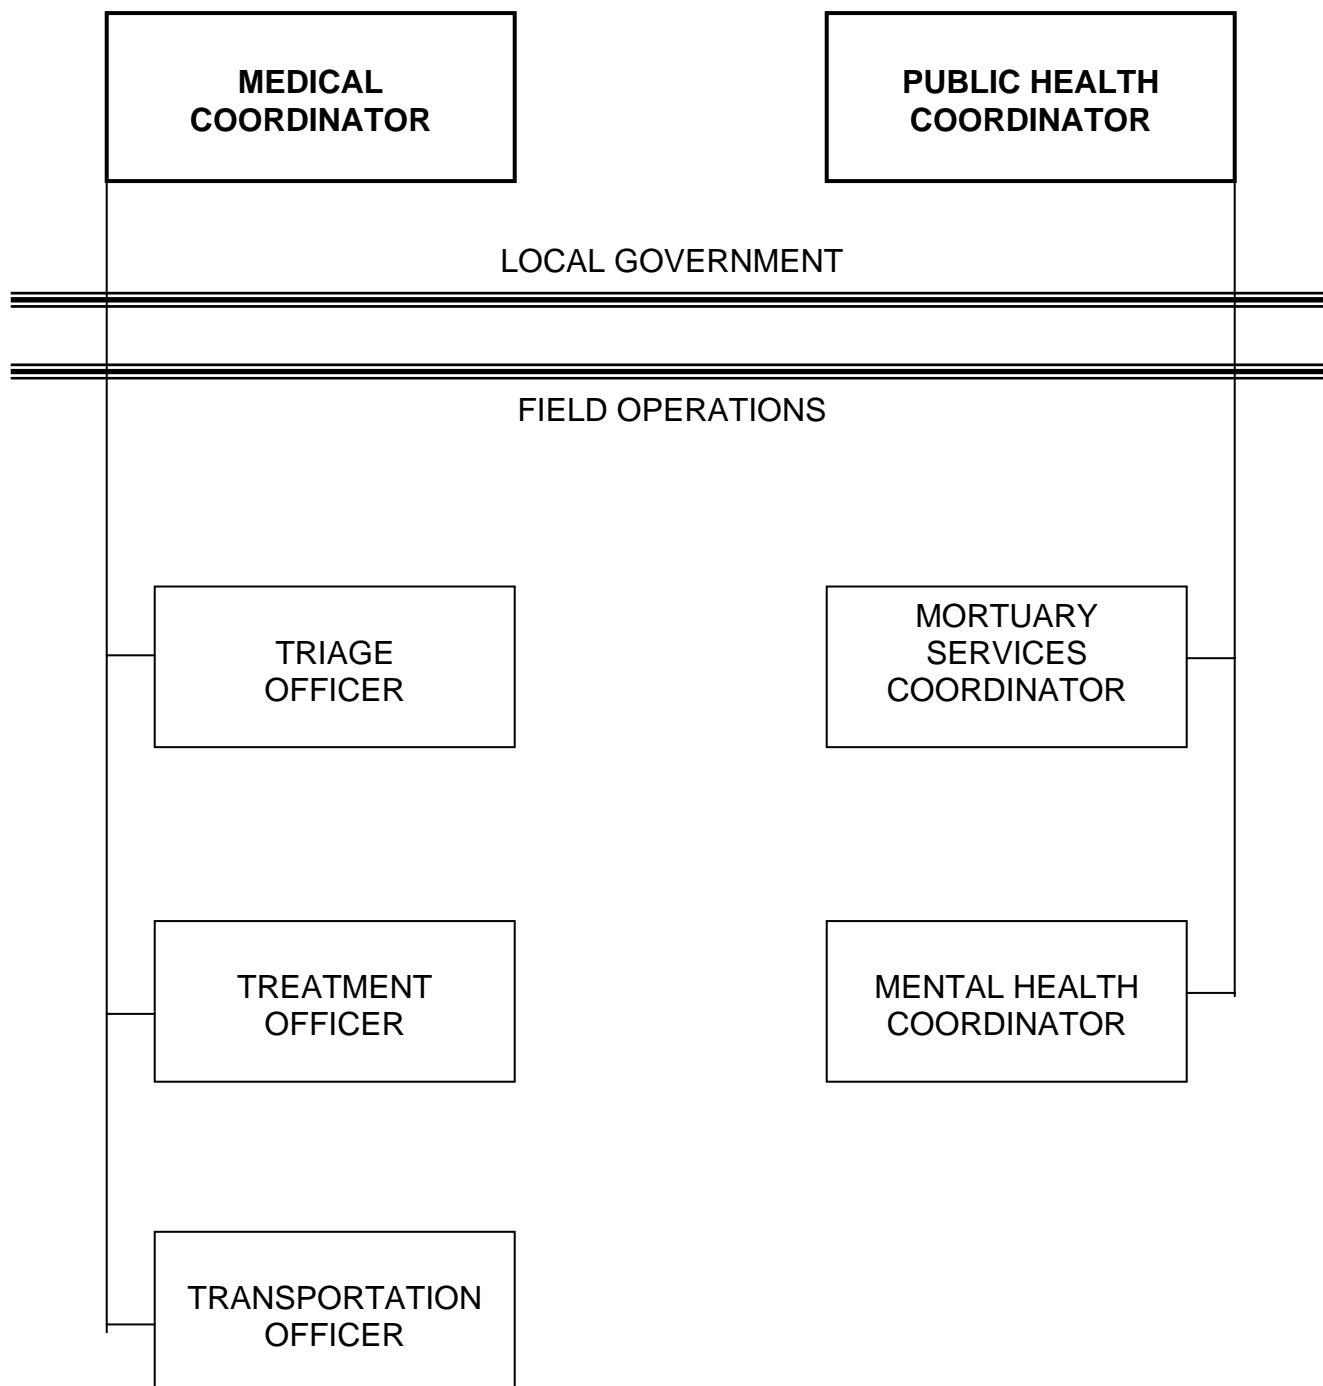 MEDICAL
COORDINATOR
PUBLIC HEALTH
COORDINATOR
LOCAL GOVERNMENT
FIELD OPERATIONS
TRIAGE
OFFICER
MORTUARY
SERVICES
COORDINATOR
TREATMENT
OFFICER
MENTAL HEALTH
COORDINATOR
TRANSPORTATION
OFFICER